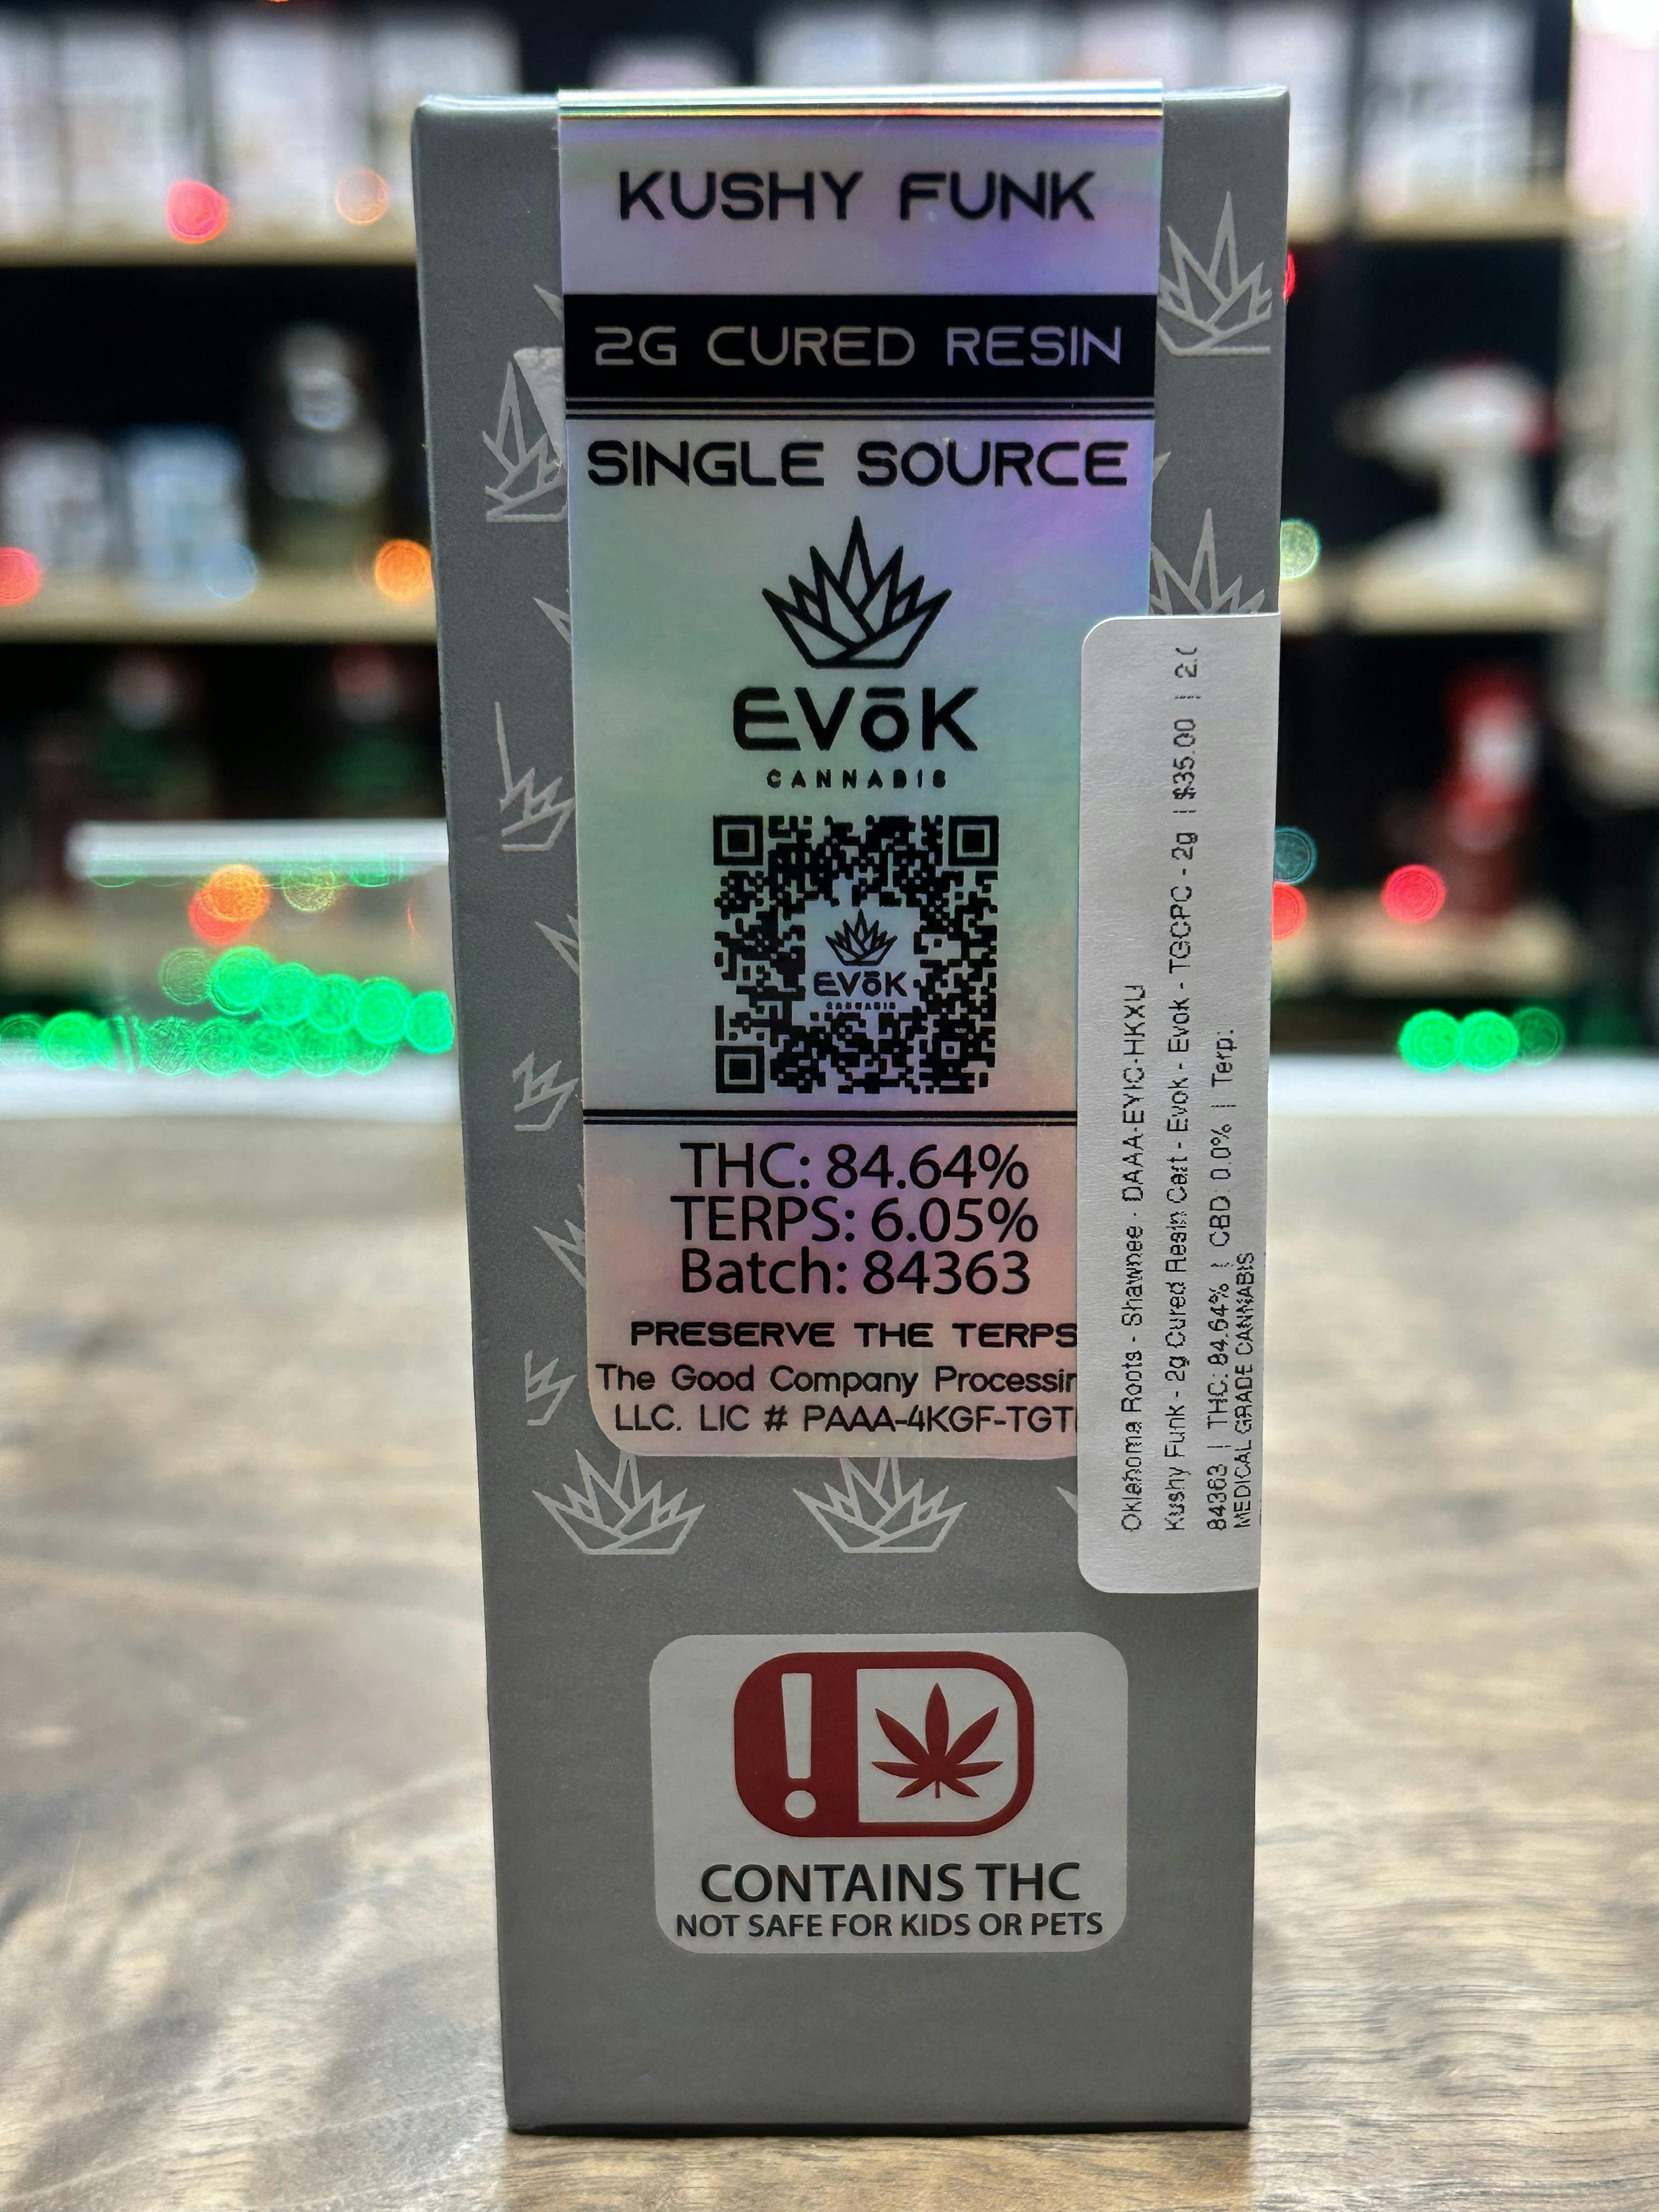 KUSHY FUNK
2G CURED RESIN
SINGLE SOURCE
EVōK
CANNABIS
EVōK
CANNABIS
THC: 84.64%
TERPS: 6.05%
Batch: 84363
PRESERVE THE TERPS
The Good Company Processin
LLC. LIC # PAAA-4KGF-TGT
Oklahoma Roots - Shawnee - DAAA-EYIC-HKXU
Kushy Funk - 2g Cured Resin Cart - Evok - Evok - TGCPC - 2g | $35.00 | 2.(
84363 | THC: 84.64% | CBD: 0.0% | Terp:
MEDICAL GRADE CANNABIS
CONTAINS THC
NOT SAFE FOR KIDS OR PETS